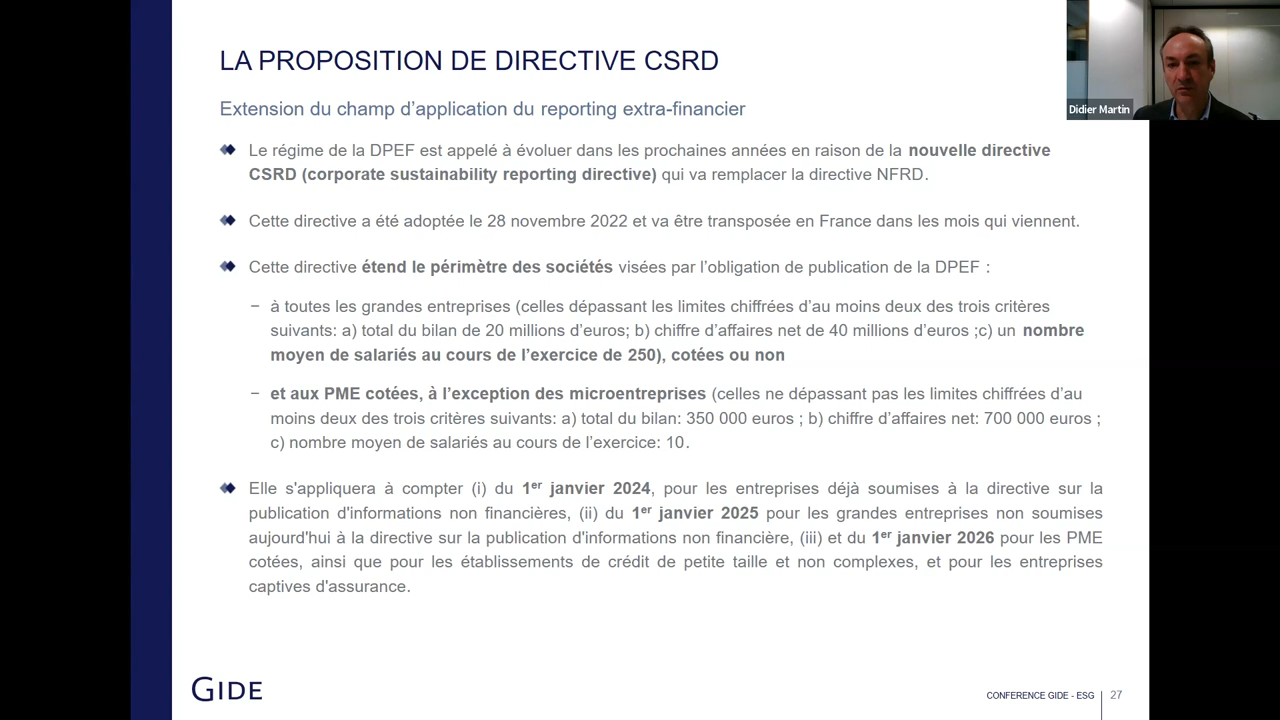 LA PROPOSITION DE DIRECTIVE CSRD
Didier Martin
Extension du champ d’application du reporting extra-financier
Le régime de la DPEF est appelé à évoluer dans les prochaines années en raison de la nouvelle directive
CSRD (corporate sustainability reporting directive) qui va remplacer la directive NFRD.
Cette directive a été adoptée le 28 novembre 2022 et va être transposée en France dans les mois qui viennent.
Cette directive étend le périmètre des sociétés visées par l’obligation de publication de la DPEF :
− à toutes les grandes entreprises (celles dépassant les limites chiffrées d’au moins deux des trois critères
suivants: a) total du bilan de 20 millions d’euros; b) chiffre d’affaires net de 40 millions d’euros ;c) un nombre
moyen de salariés au cours de l’exercice de 250), cotées ou non
− et aux PME cotées, à l’exception des microentreprises (celles ne dépassant pas les limites chiffrées d’au
moins deux des trois critères suivants: a) total du bilan: 350 000 euros ; b) chiffre d’affaires net: 700 000 euros ;
c) nombre moyen de salariés au cours de l’exercice: 10.
Elle s'appliquera à compter (i) du 1er janvier 2024, pour les entreprises déjà soumises à la directive sur la
publication d'informations non financières, (ii) du 1er janvier 2025 pour les grandes entreprises non soumises
aujourd'hui à la directive sur la publication d'informations non financière, (iii) et du 1er janvier 2026 pour les PME
cotées, ainsi que pour les établissements de crédit de petite taille et non complexes, et pour les entreprises
captives d'assurance.
GIDE
CONFERENCE GIDE - ESG
27